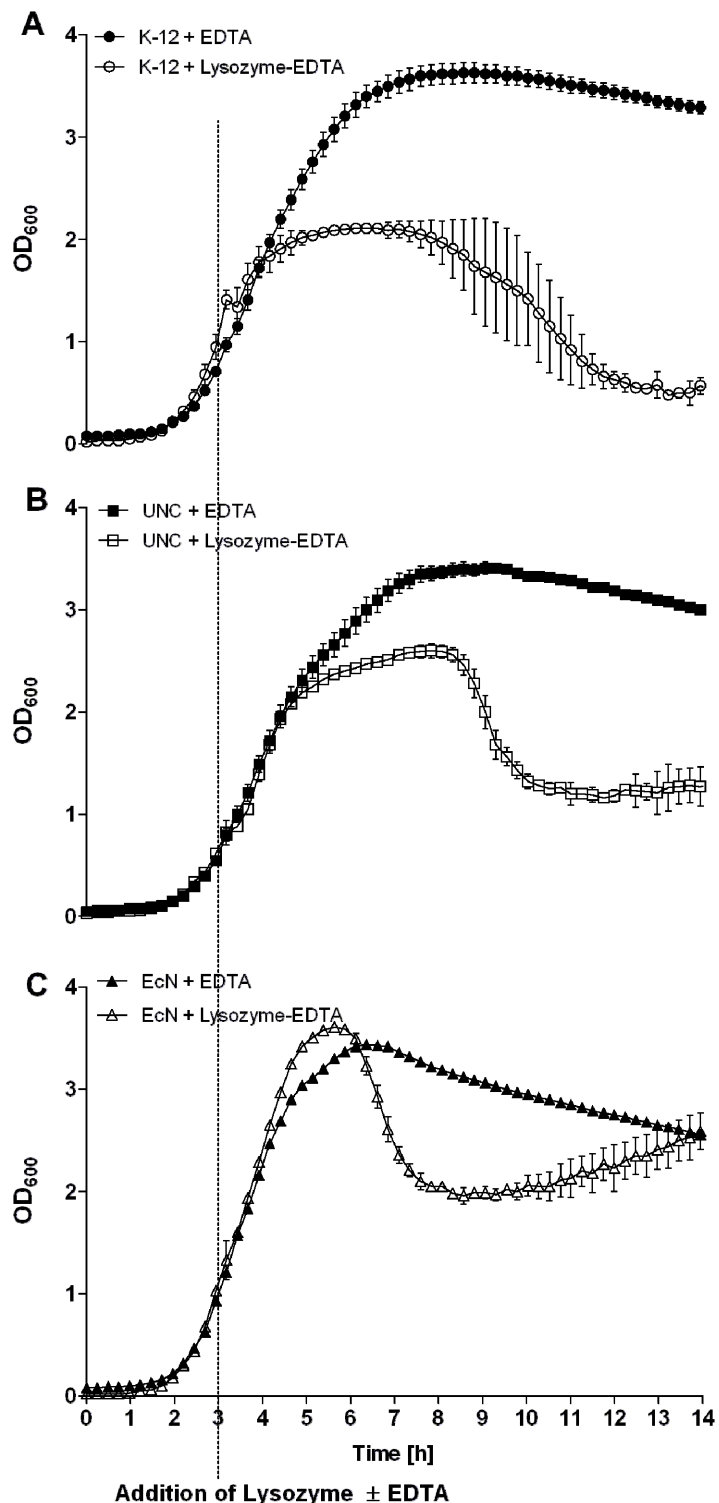 A
4
K-12 + EDTA
K-12 + Lysozyme-EDTA
3
2
1
0
OD600
B
4
UNC + EDTA
UNC + Lysozyme-EDTA
3
2
1
0
OD600
C
4
EcN + EDTA
EcN + Lysozyme-EDTA
3
2
1
0
OD600
0 1 2 3 4 5 6 7 8 9 10 11 12 13 14
Time [h]
Addition of Lysozyme ± EDTA